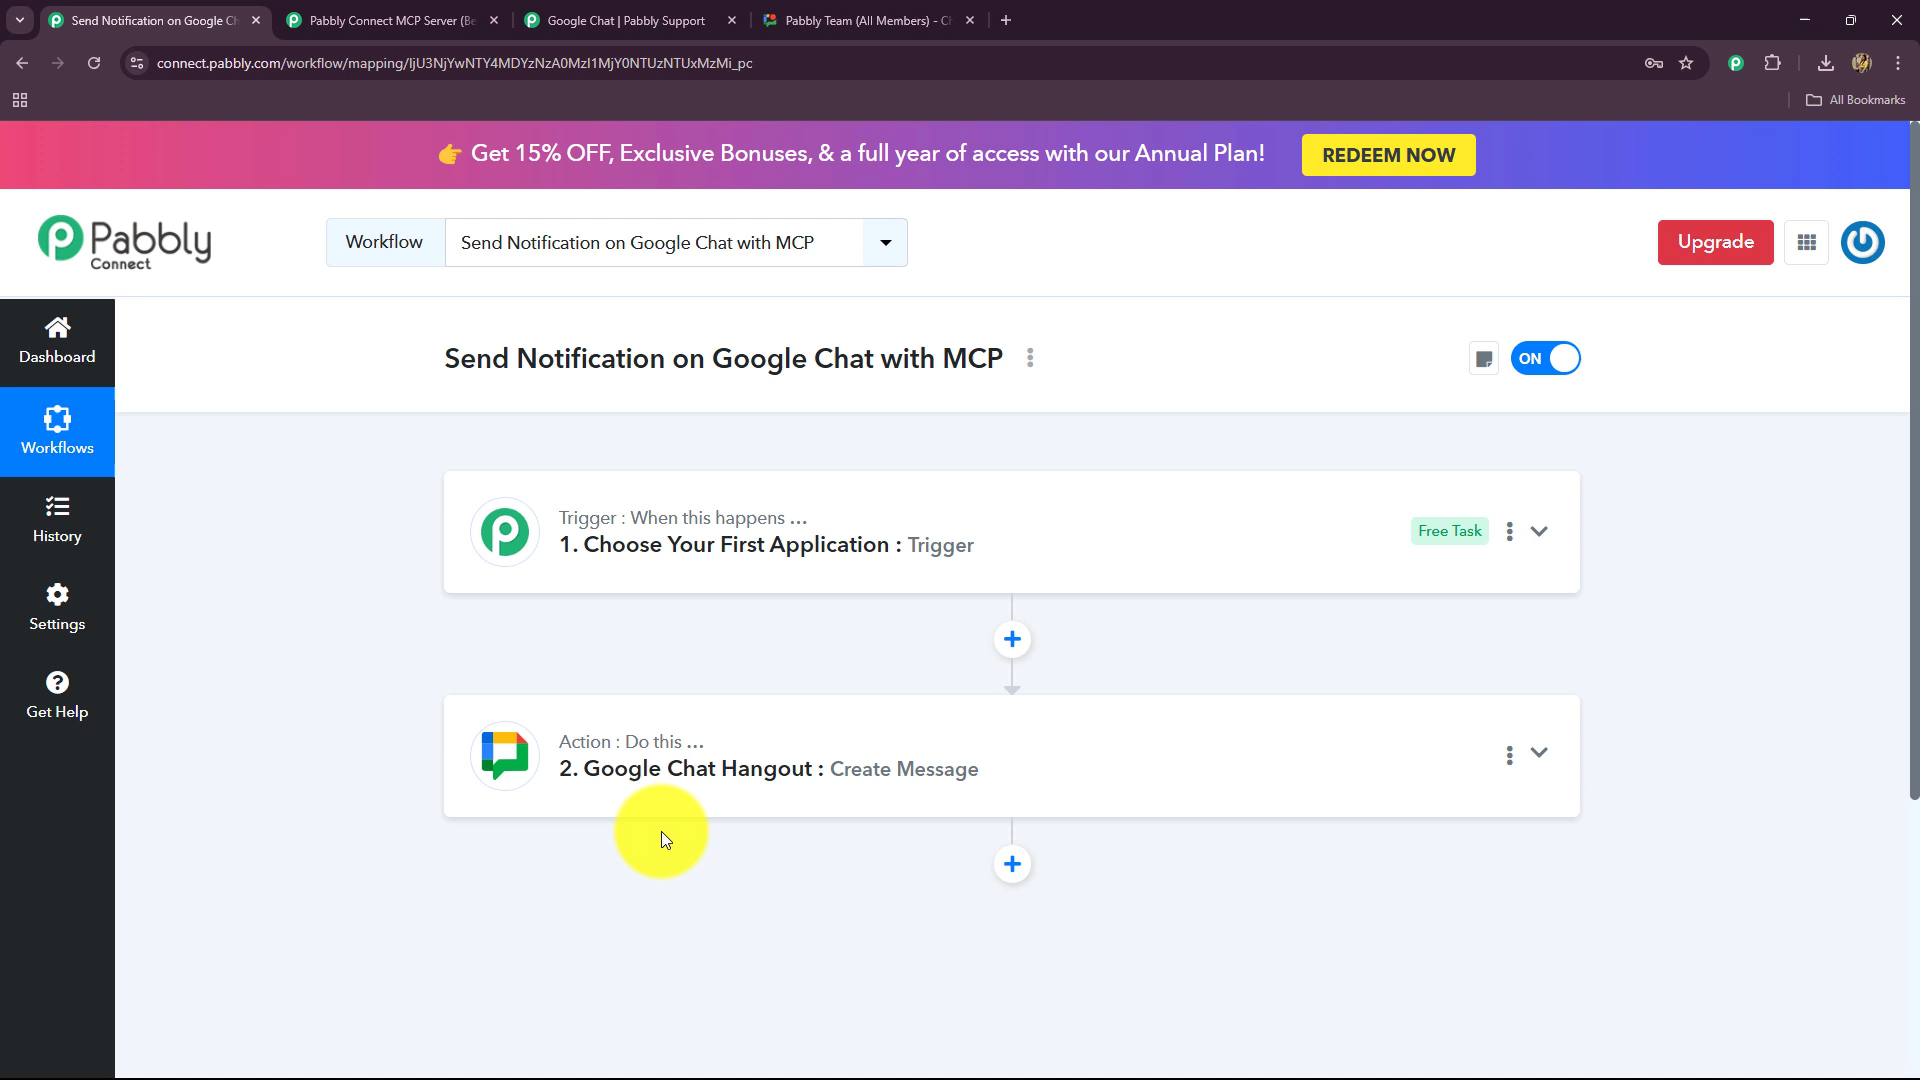 Send Notification on Google Ch
Pabbly Connect MCP Server (Be
Google Chat | Pabbly Support
Pabbly Team (All Members) - Ch
connect.pabbly.com/workflow/mapping/IjU3NjYwNTY4MDYzNzA0MzI1MjY0NTUzNTUxMzMi_pc
All Bookmarks
Get 15% OFF, Exclusive Bonuses, & a full year of access with our Annual Plan!
REDEEM NOW
Pabbly
Connect
Workflow
Send Notification on Google Chat with MCP
Upgrade
Dashboard
Workflows
History
Settings
Get Help
Send Notification on Google Chat with MCP
ON
Trigger : When this happens ...
1. Choose Your First Application : Trigger
Free Task
Action : Do this ...
2. Google Chat Hangout : Create Message